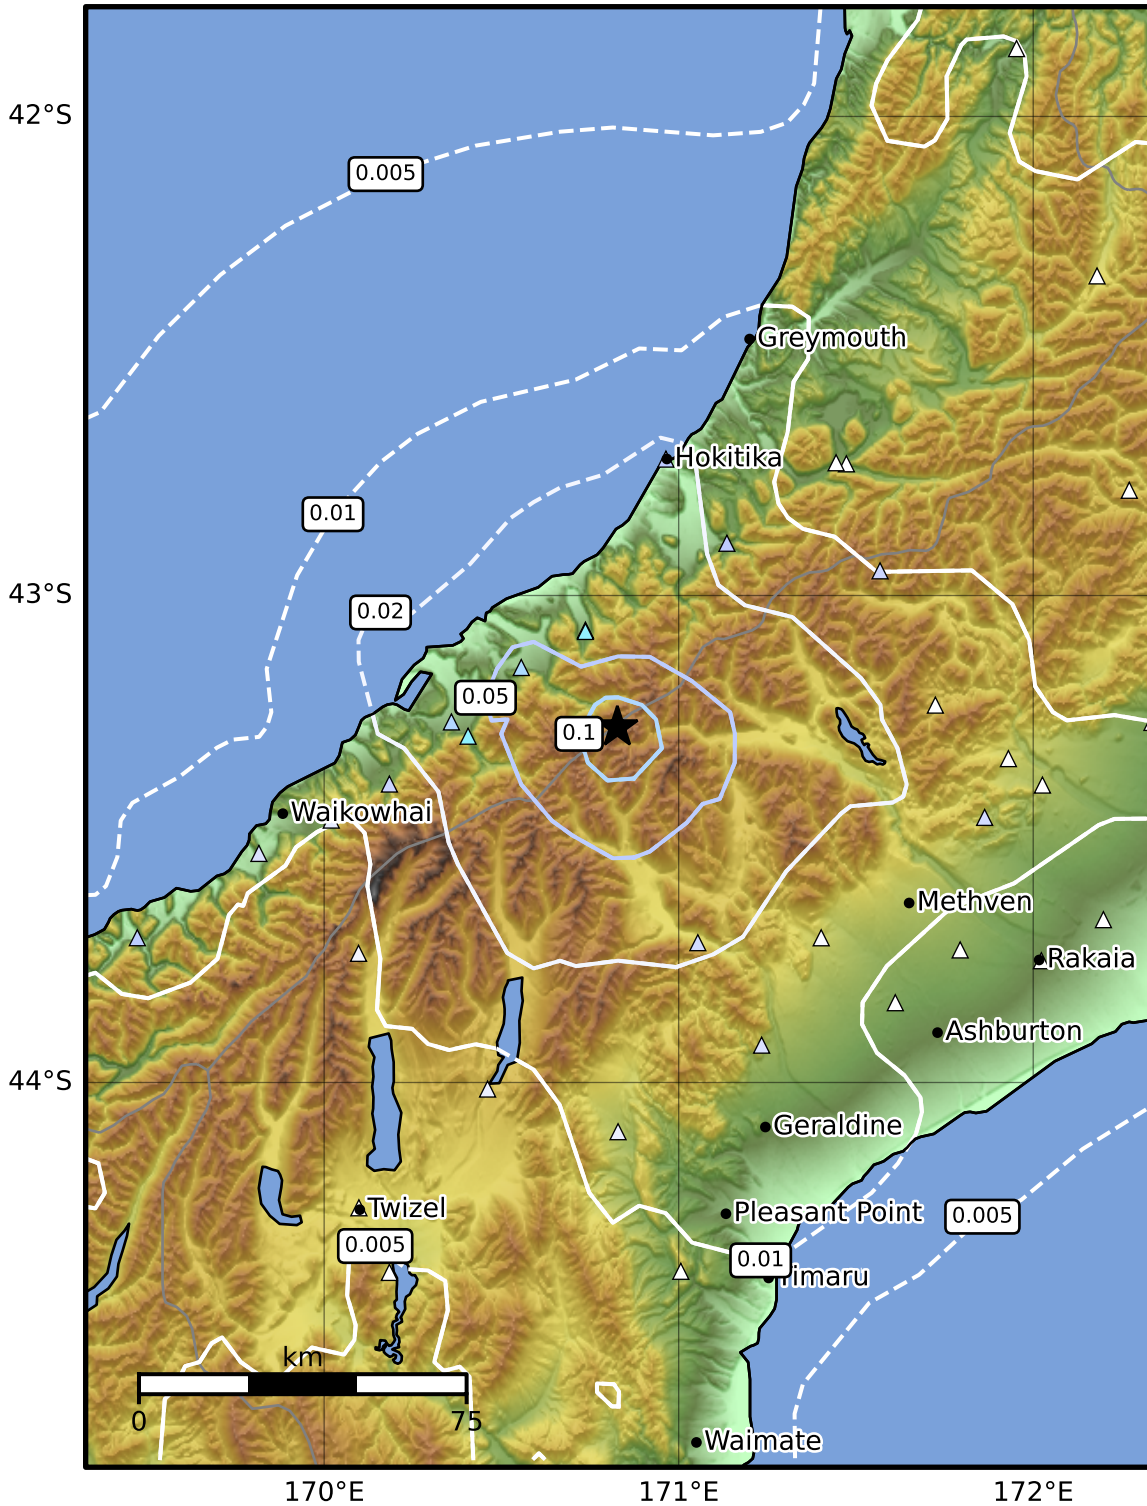 42°S
0.005
Greymouth
Hokitika
0.01
43°S
0.02
0.05
0.1
Waikowhai
Methven
Rakaia
Ashburton
44°S
Geraldine
Twizel
Pleasant Point
0.005
0.005
0.01
Timaru
km
0
75
Waimate
170°E
171°E
172°E